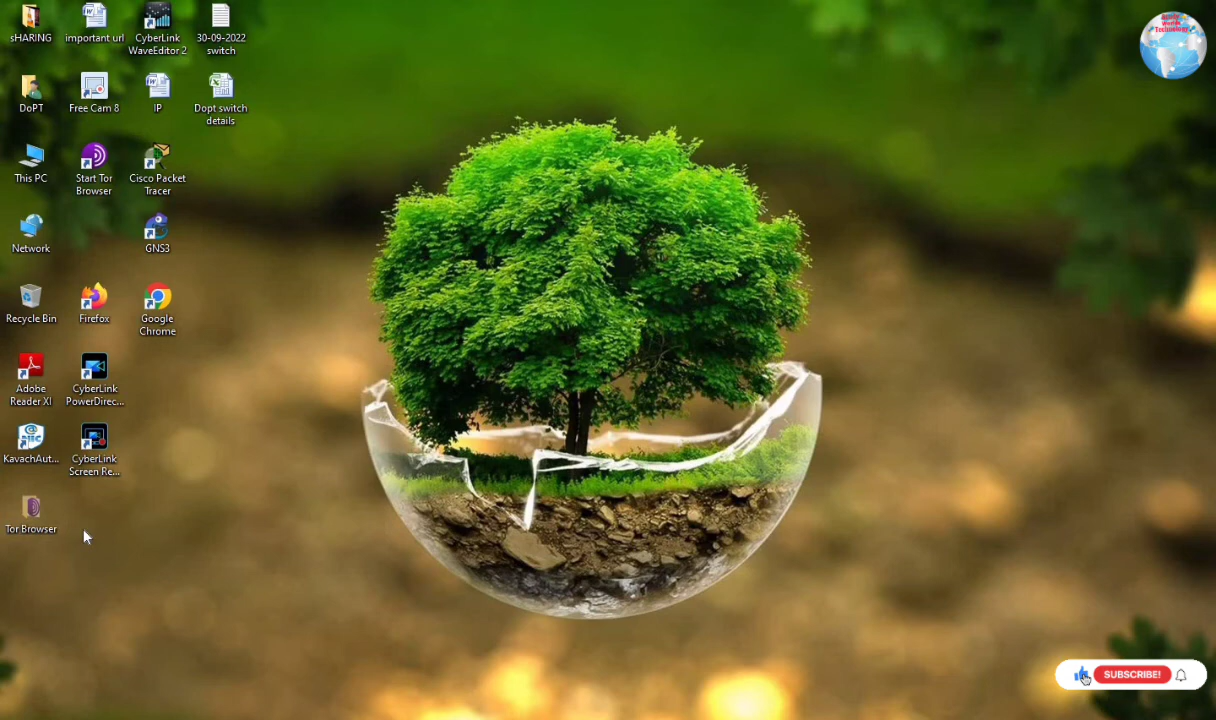 sHARING
important url
CyberLink
WaveEditor 2
30-09-2022
switch
DoPT
Free Cam 8
IP
Dopt switch
details
This PC
Start Tor
Browser
Cisco Packet
Tracer
Network
GNS3
Recycle Bin
Firefox
Google
Chrome
Adobe
Reader XI
CyberLink
PowerDirec...
KavachAut...
CyberLink
Screen Re...
Tor Browser
Technology
SUBSCRIBE!